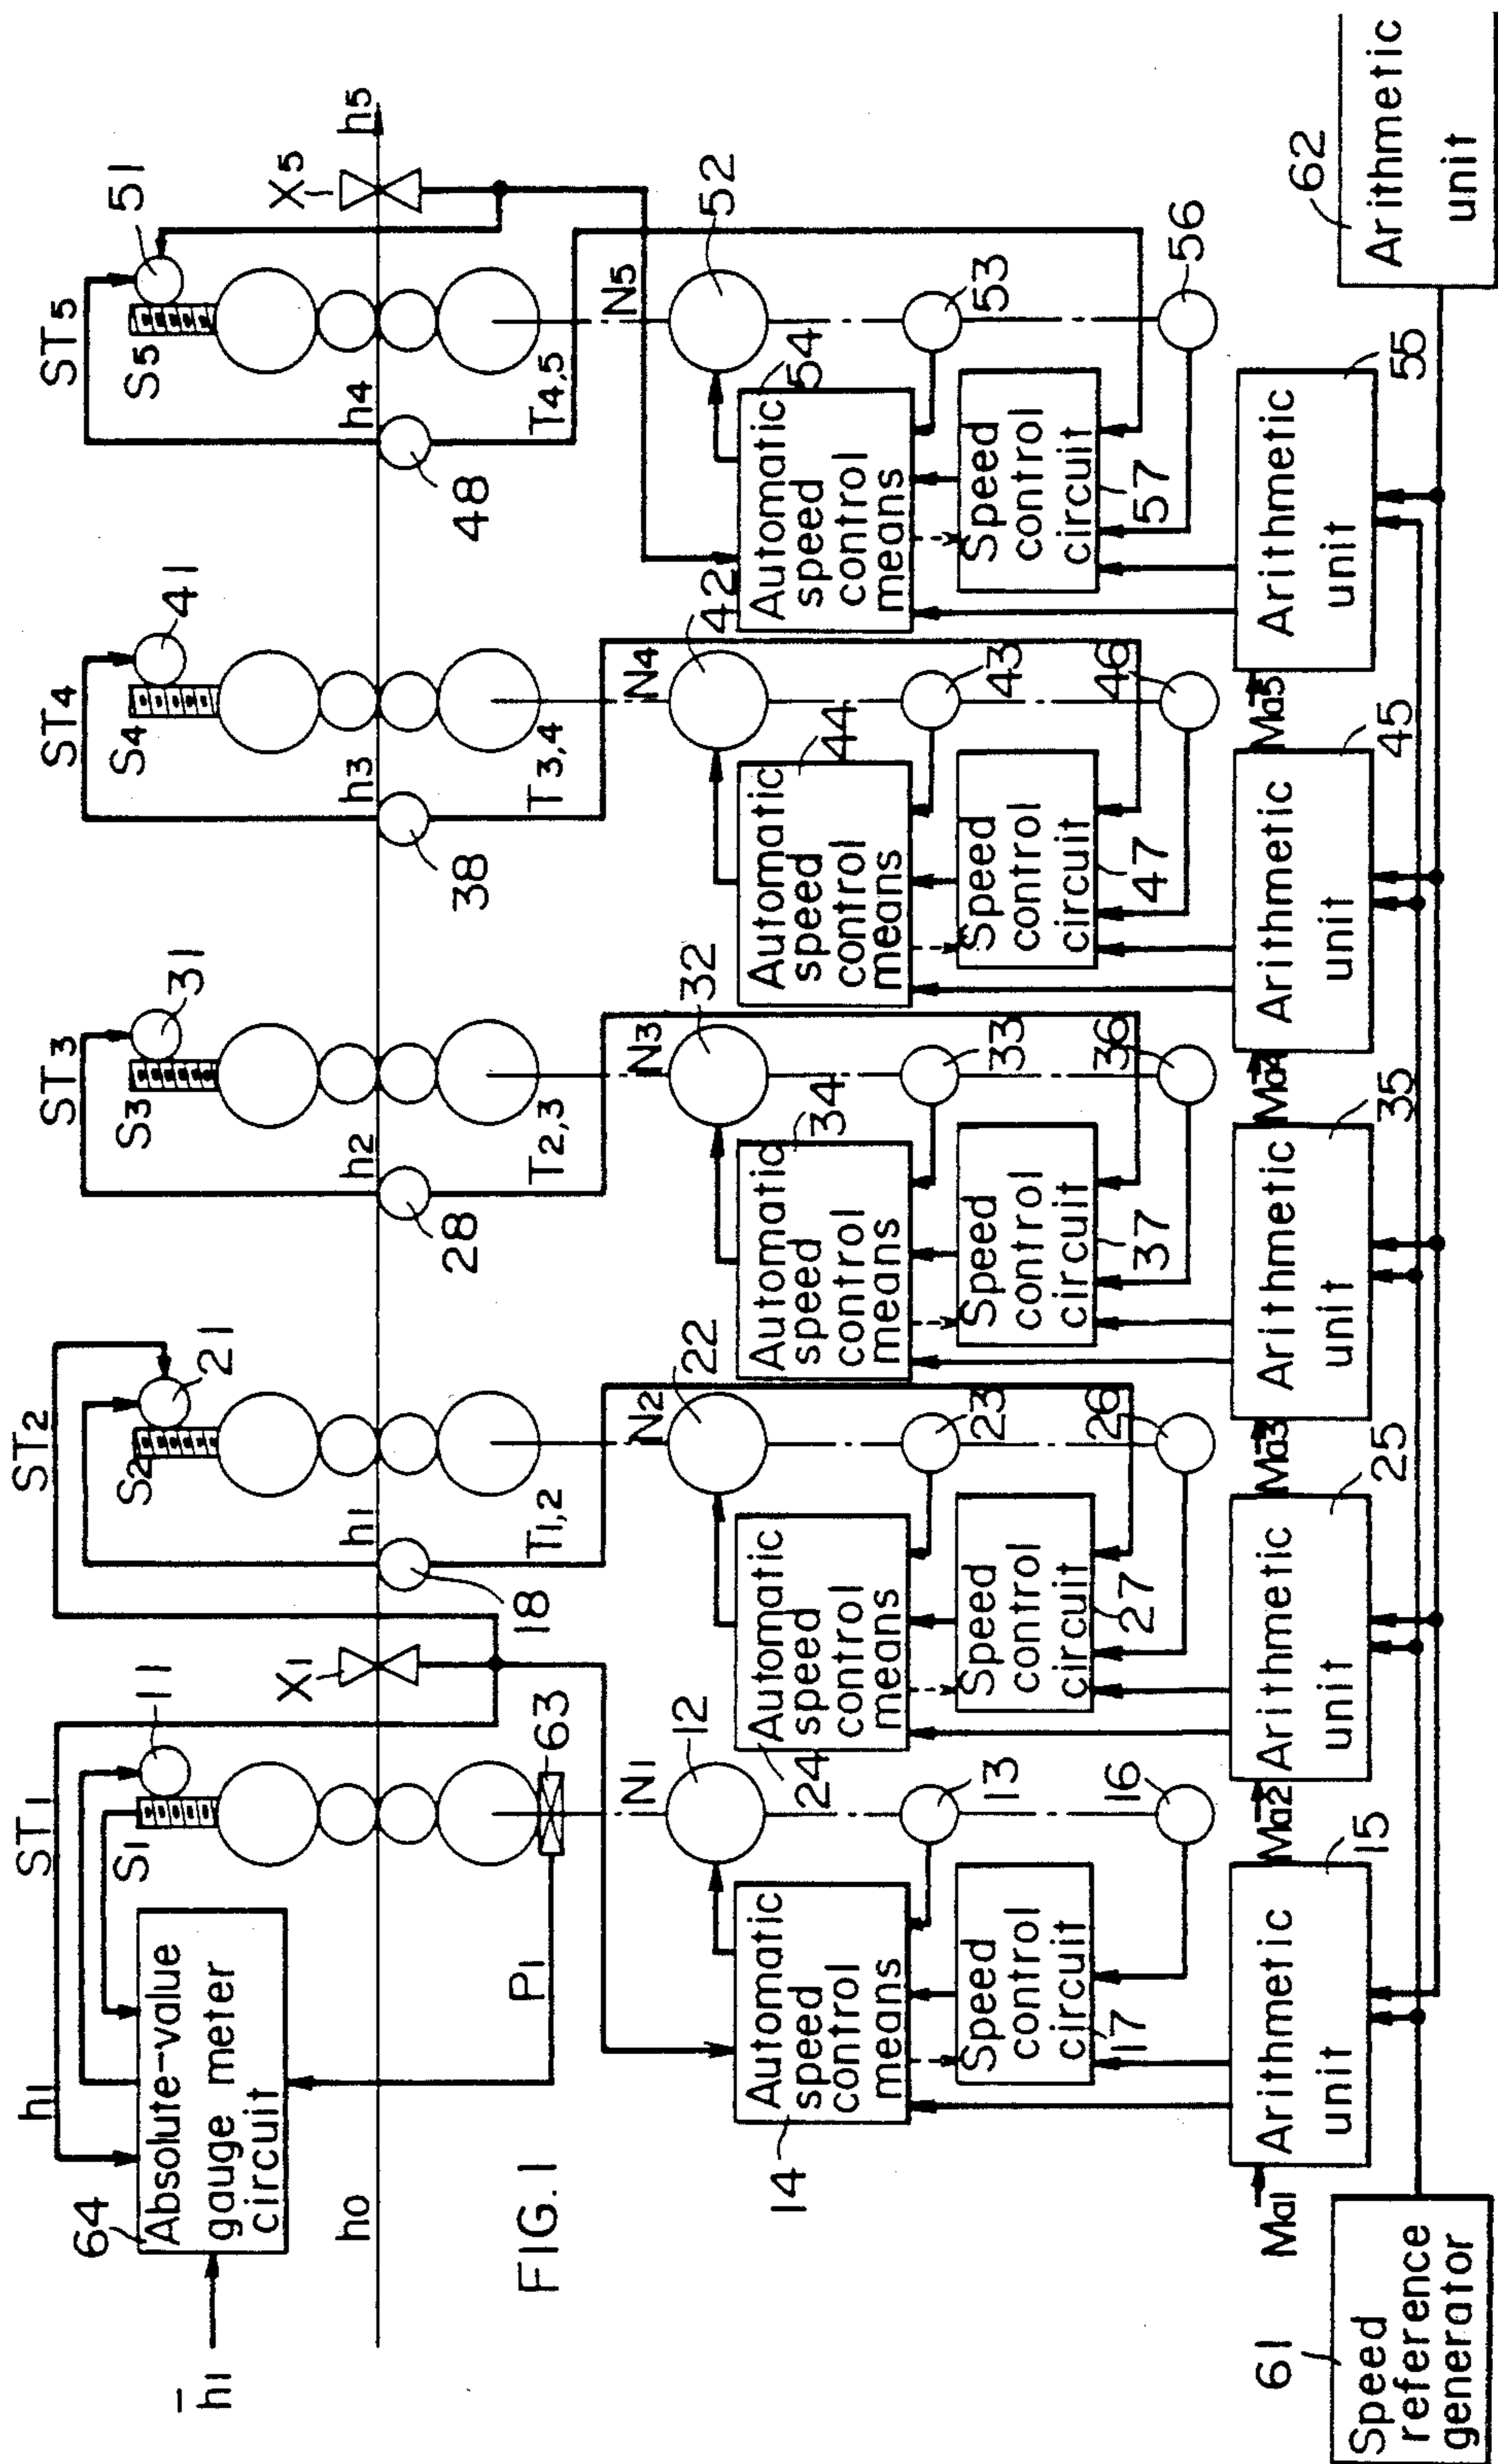 ST1
ST2
ST3
ST4
ST5
h1
64
Absolute-value
gauge meter
circuit
h̄1
S1
11
S2
21
S3
31
S4
41
S5
51
X1
X5
h0
h1
h2
h3
h4
h5
18
28
38
48
63
P1
T1,2
T2,3
T3,4
T4,5
FIG.1
N1
N2
N3
N4
N5
12
22
32
42
52
14
Automatic
speed
control
means
24
Automatic
speed
control
means
34
Automatic
speed
control
means
44
Automatic
speed
control
means
54
Automatic
speed
control
means
13
23
33
43
53
Speed
control
circuit
17
Speed
control
circuit
27
Speed
control
circuit
37
Speed
control
circuit
47
Speed
control
circuit
57
16
26
36
46
56
Ma1
Arithmetic
unit
15
Ma2
Arithmetic
unit
25
Ma3
Arithmetic
unit
35
Ma4
Arithmetic
unit
45
Ma5
Arithmetic
unit
55
61
Speed
reference
generator
62
Arithmetic
unit